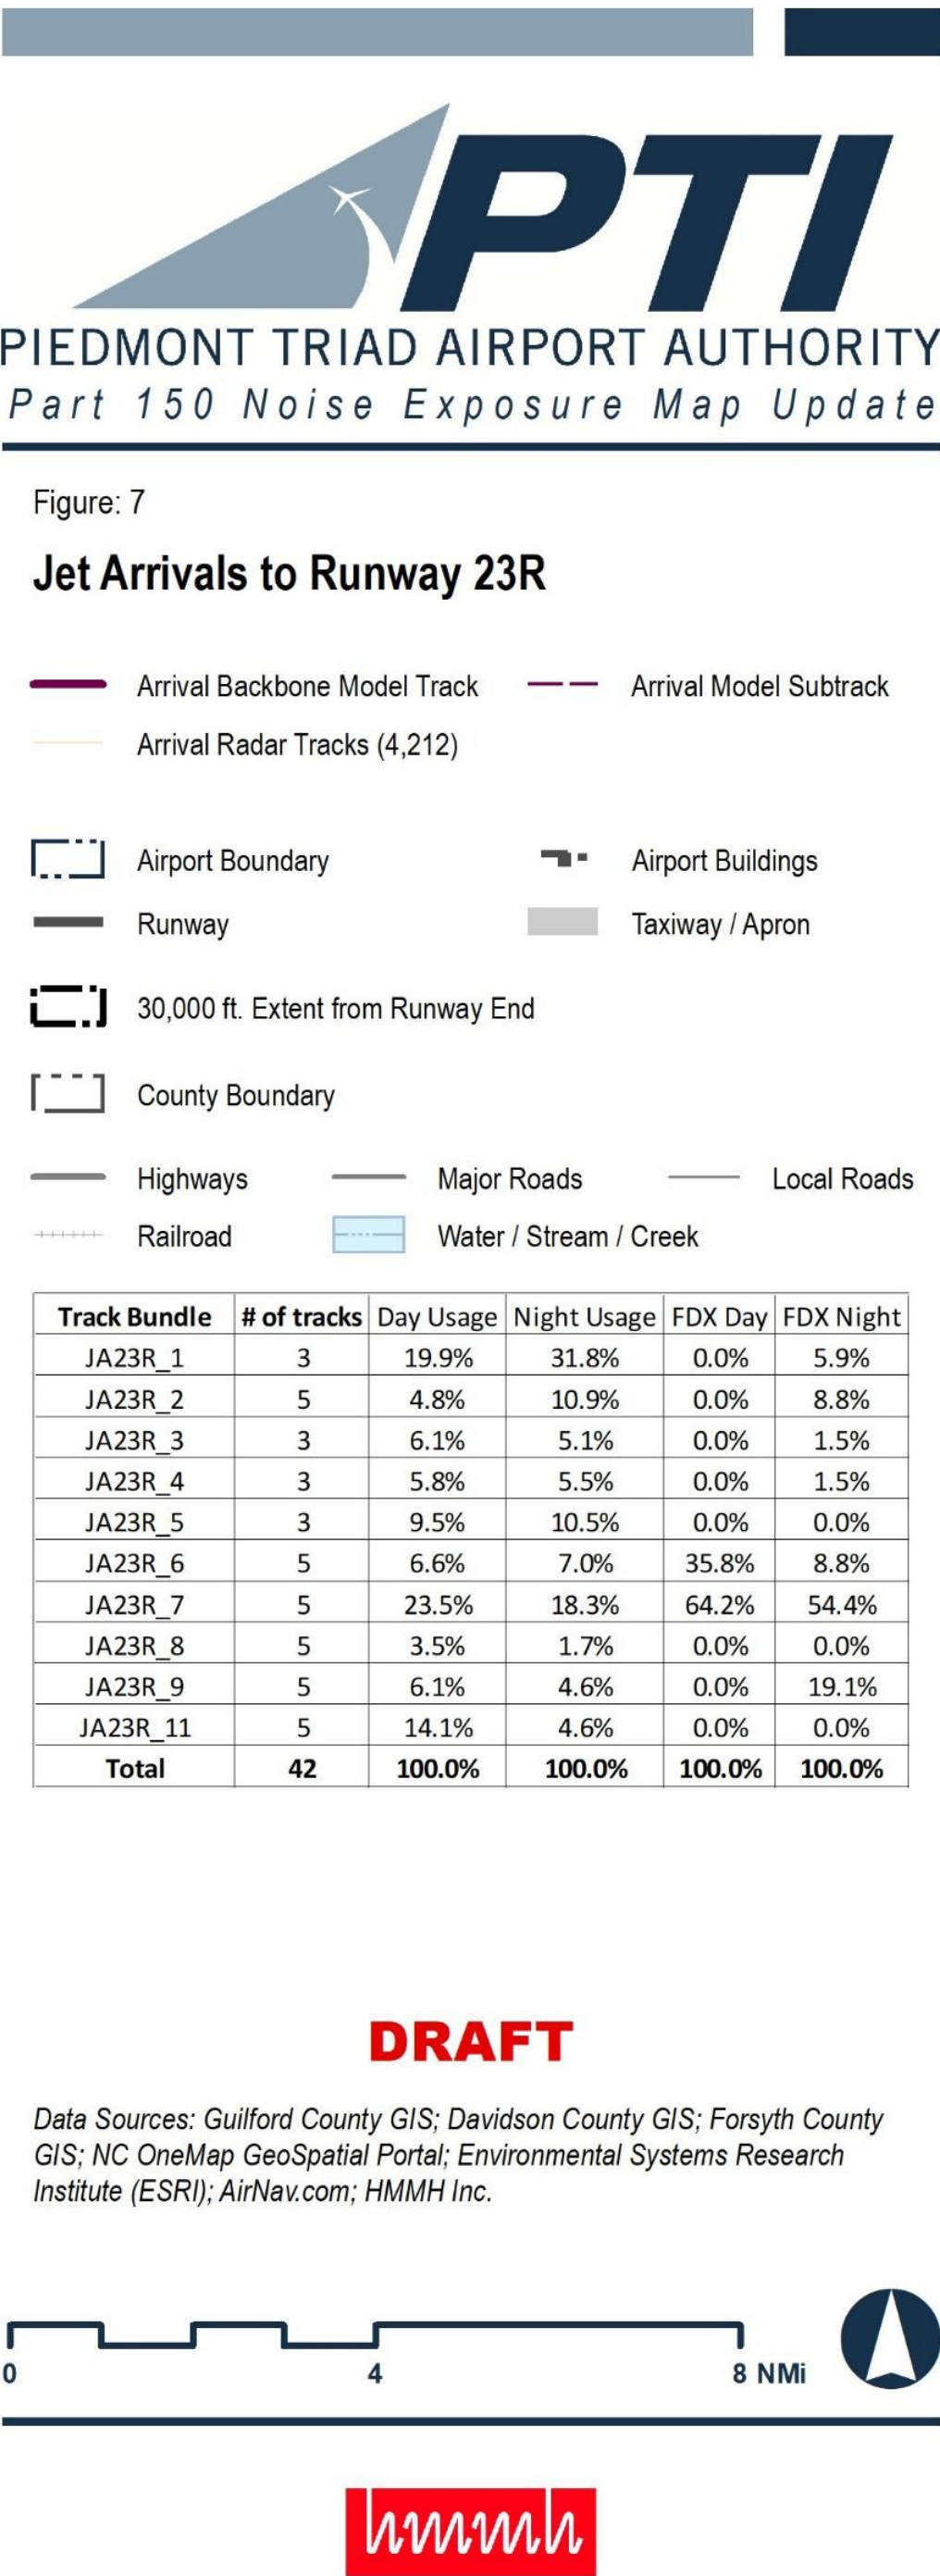 PTI
PIEDMONT TRIAD AIRPORT AUTHORITY
Part 150 Noise Exposure Map Update
Figure: 7
Jet Arrivals to Runway 23R
Arrival Backbone Model Track Arrival Model Subtrack
Arrival Radar Tracks (4,212)
Airport Boundary Airport Buildings
Runway Taxiway / Apron
30,000 ft. Extent from Runway End
County Boundary
Highways Major Roads Local Roads
Railroad Water / Stream / Creek
Track Bundle # of tracks Day Usage Night Usage FDX Day FDX Night
JA23R_1 3 19.9% 31.8% 0.0% 5.9%
JA23R_2 5 4.8% 10.9% 0.0% 8.8%
JA23R_3 3 6.1% 5.1% 0.0% 1.5%
JA23R_4 3 5.8% 5.5% 0.0% 1.5%
JA23R_5 3 9.5% 10.5% 0.0% 0.0%
JA23R_6 5 6.6% 7.0% 35.8% 8.8%
JA23R_7 5 23.5% 18.3% 64.2% 54.4%
JA23R_8 5 3.5% 1.7% 0.0% 0.0%
JA23R_9 5 6.1% 4.6% 0.0% 19.1%
JA23R_11 5 14.1% 4.6% 0.0% 0.0%
Total 42 100.0% 100.0% 100.0% 100.0%
DRAFT
Data Sources: Guilford County GIS; Davidson County GIS; Forsyth County
GIS; NC OneMap GeoSpatial Portal; Environmental Systems Research
Institute (ESRI); AirNav.com; HMMH Inc.
0 4 8 NMi
hmmh